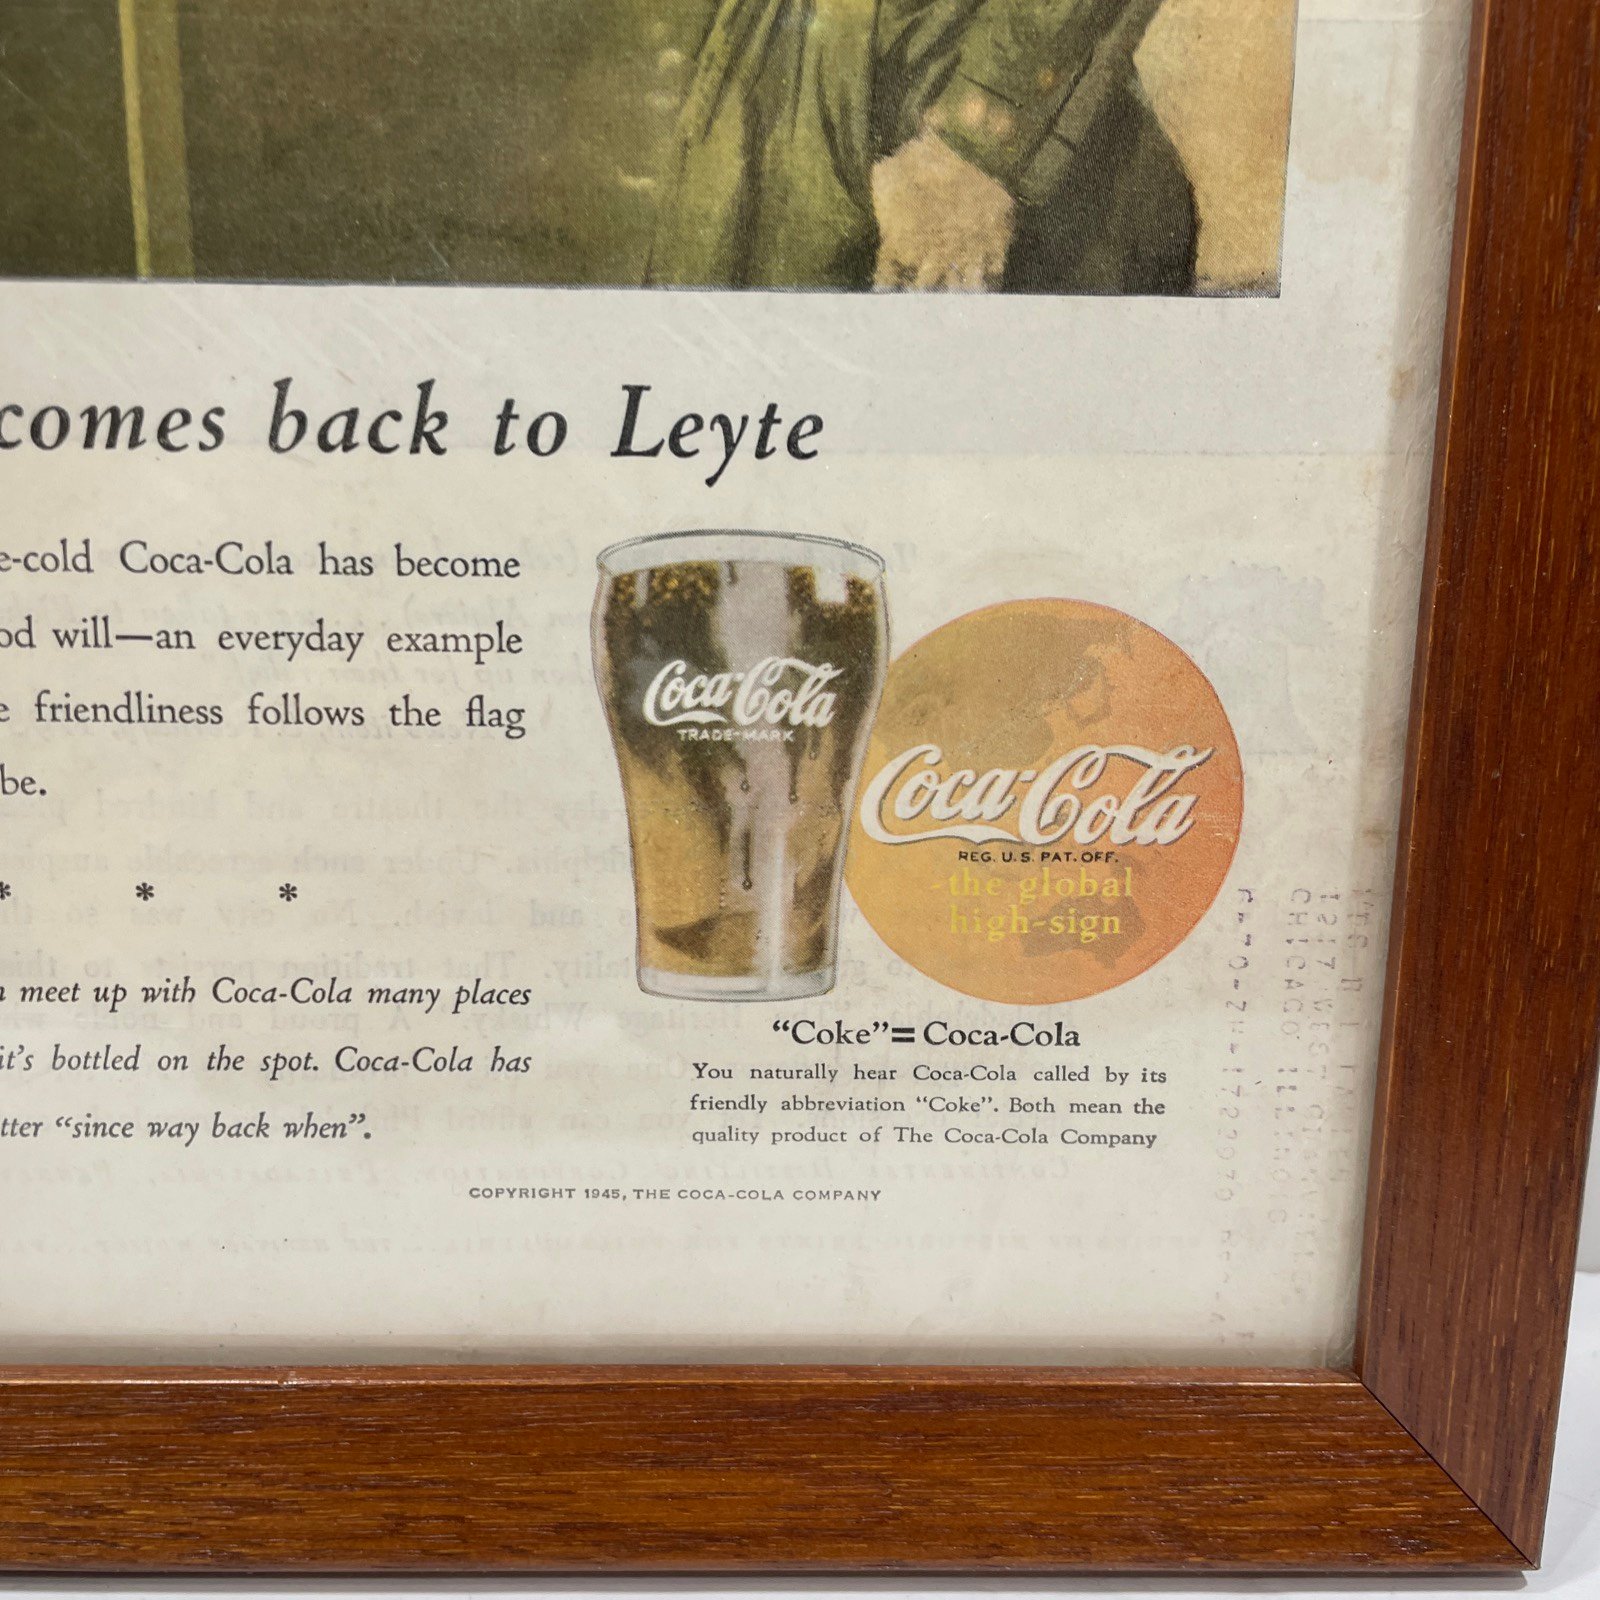 comes back to Leyte
e-cold Coca-Cola has become
od will—an everyday example
e friendliness follows the flag
be.
* * *
n meet up with Coca-Cola many places
it's bottled on the spot. Coca-Cola has
tter “since way back when”.
Coca-Cola
TRADE-MARK
Coca-Cola
REG. U.S. PAT. OFF.
-the global
high-sign
“Coke”= Coca-Cola
You naturally hear Coca-Cola called by its
friendly abbreviation “Coke”. Both mean the
quality product of The Coca-Cola Company
COPYRIGHT 1945, THE COCA-COLA COMPANY